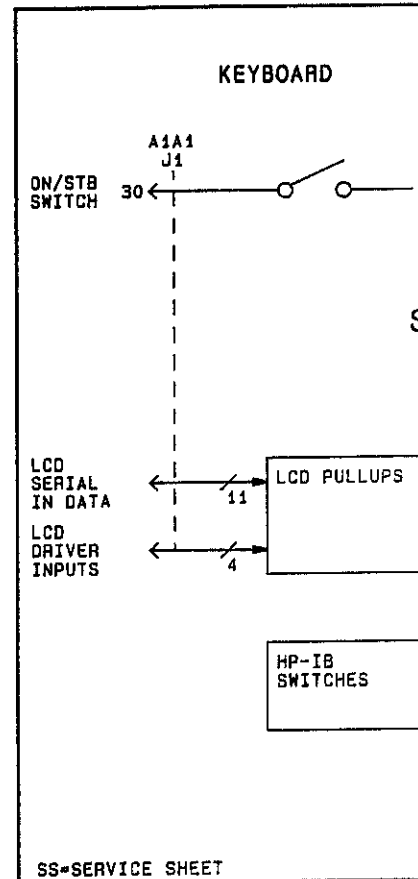 KEYBOARD
A1A1
J1
ON/STB
SWITCH
30
S
LCD
SERIAL
IN DATA
11
LCD PULLUPS
LCD
DRIVER
INPUTS
4
HP-IB
SWITCHES
SS=SERVICE SHEET